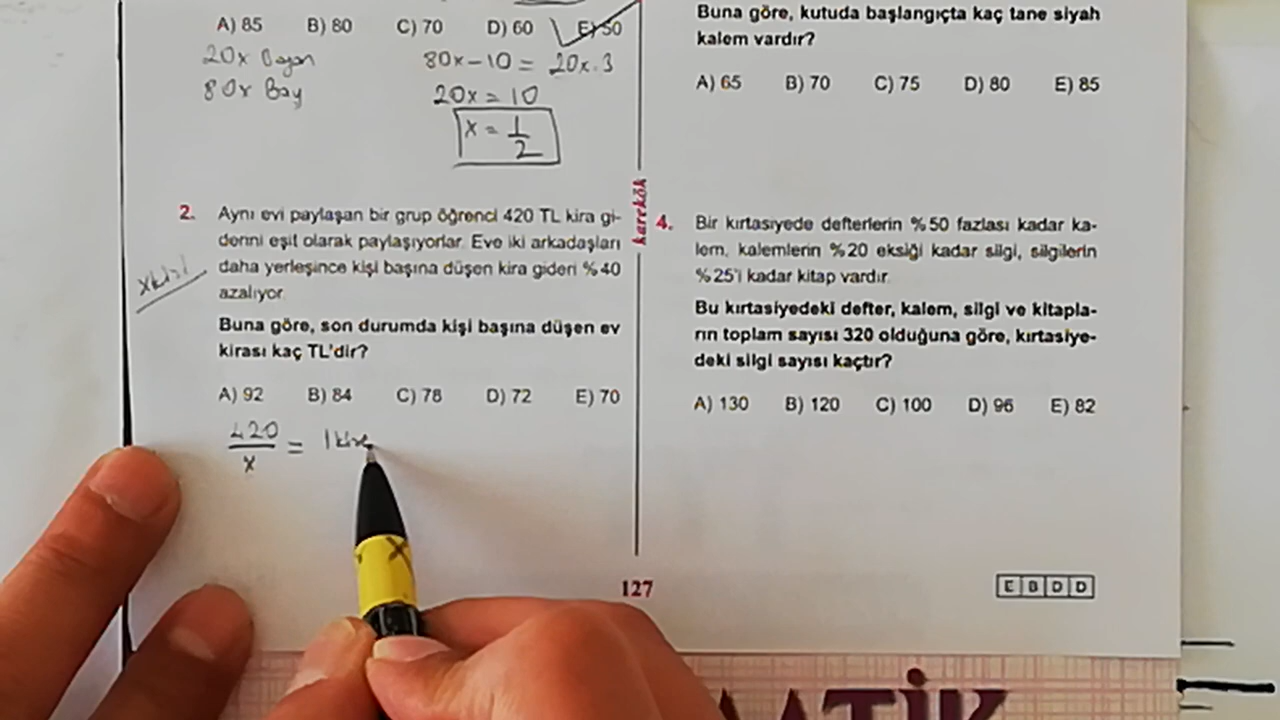 A) 85 B) 80 C) 70 D) 60 E) 50
20x Bayan
80x Bay
80x-10 = 20x.3
20x = 10
x = 1/2
2. Aynı evi paylaşan bir grup öğrenci 420 TL kira gi-
derini eşit olarak paylaşıyorlar. Eve iki arkadaşları
daha yerleşince kişi başına düşen kira gideri %40
azalıyor.
Buna göre, son durumda kişi başına düşen ev
kirası kaç TL'dir?
A) 92 B) 84 C) 78 D) 72 E) 70
x kişi
420/x = 1 kişi
karekök
Buna göre, kutuda başlangıçta kaç tane siyah
kalem vardır?
A) 65 B) 70 C) 75 D) 80 E) 85
4. Bir kırtasiyede defterlerin %50 fazlası kadar ka-
lem, kalemlerin %20 eksiği kadar silgi, silgilerin
%25'i kadar kitap vardır.
Bu kırtasiyedeki defter, kalem, silgi ve kitapla-
rın toplam sayısı 320 olduğuna göre, kırtasiye-
deki silgi sayısı kaçtır?
A) 130 B) 120 C) 100 D) 96 E) 82
127
E B D D
MATİK